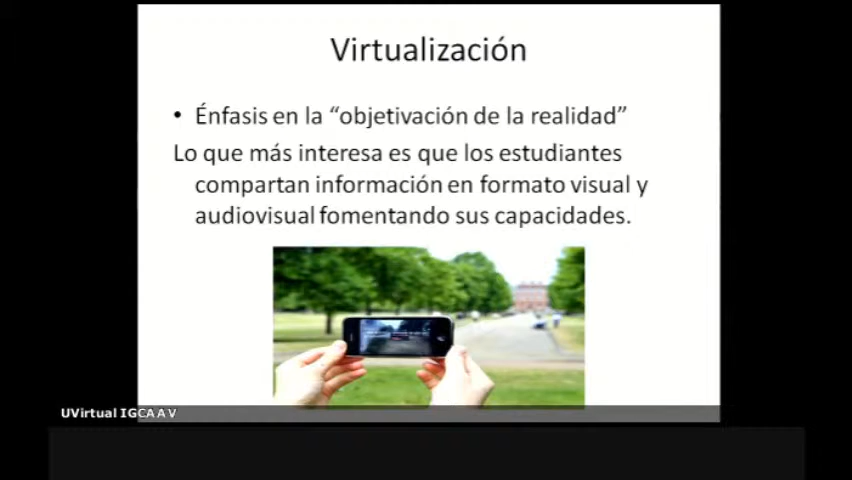 Virtualización
• Énfasis en la “objetivación de la realidad”
Lo que más interesa es que los estudiantes
compartan información en formato visual y
audiovisual fomentando sus capacidades.
UVirtual IGCAAV